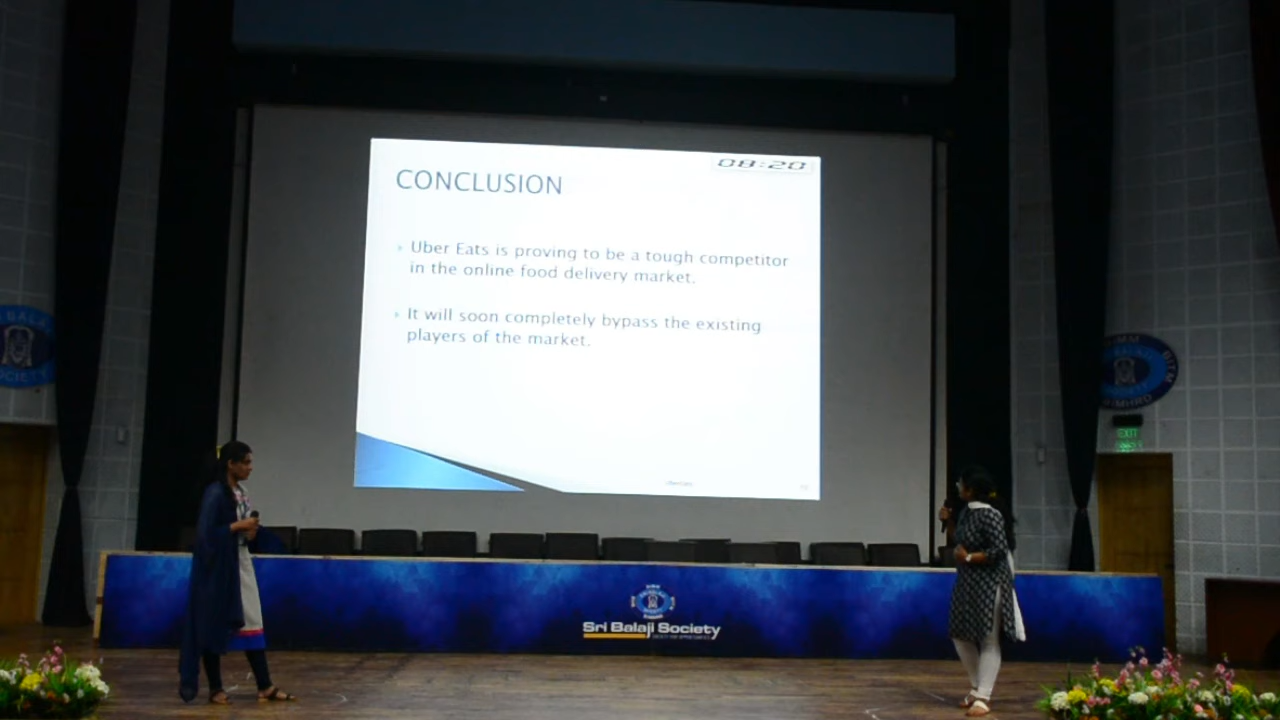 08:20
CONCLUSION
Uber Eats is proving to be a tough competitor
in the online food delivery market.
It will soon completely bypass the existing
players of the market.
EXIT
Sri Balaji Society